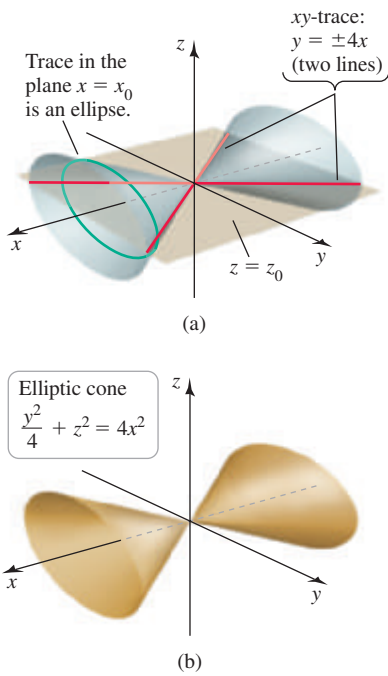 xy-trace:
y = ±4x
(two lines)
z
Trace in the
plane x = x₀
is an ellipse.
x
y
z = z₀
(a)
Elliptic cone
y²/4 + z² = 4x²
z
x
y
(b)